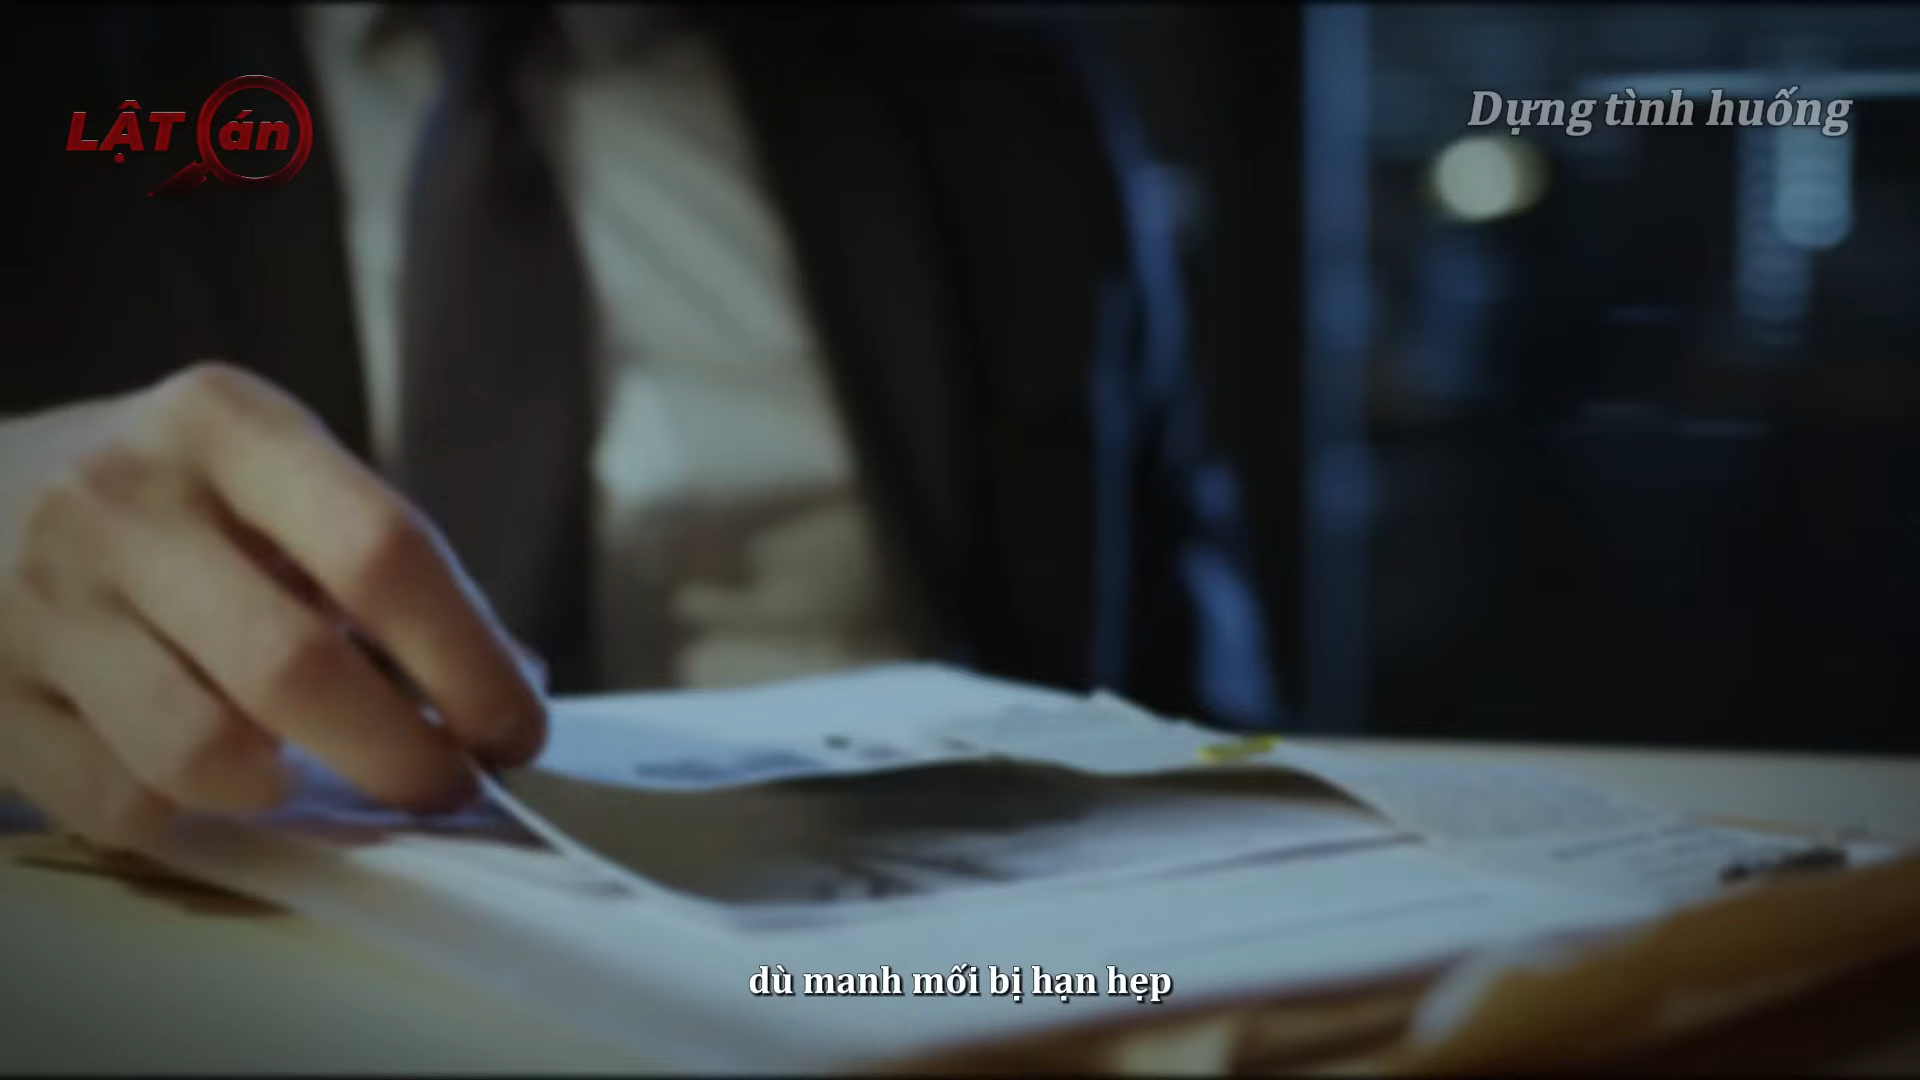 LẬT án
Dựng tình huống
dù manh mối bị hạn hẹp